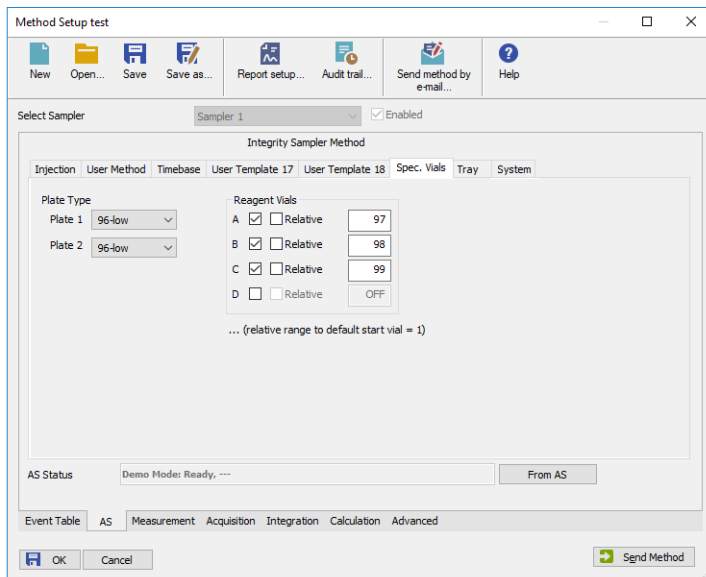 Method Setup test
New Open... Save Save as... Report setup... Audit trail... Send method by e-mail... Help
Select Sampler Sampler 1 Enabled
Integrity Sampler Method
Injection User Method Timebase User Template 17 User Template 18 Spec. Vials Tray System
Plate Type Reagent Vials
Plate 1 96-low A Relative 97
Plate 2 96-low B Relative 98
C Relative 99
D Relative OFF
... (relative range to default start vial = 1)
AS Status Demo Mode: Ready, --- From AS
Event Table AS Measurement Acquisition Integration Calculation Advanced
OK Cancel Send Method